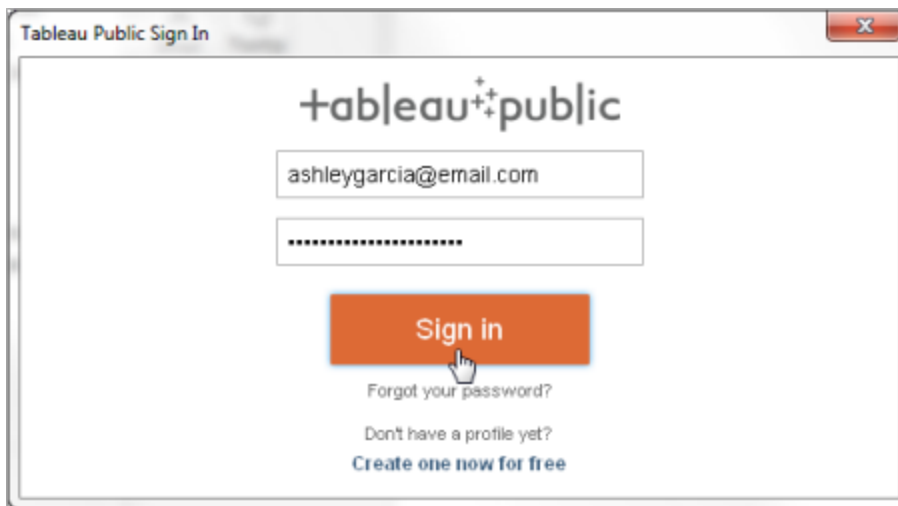 Tableau Public Sign In
tableau public
ashleygarcia@email.com
Sign in
Forgot your password?
Don't have a profile yet?
Create one now for free